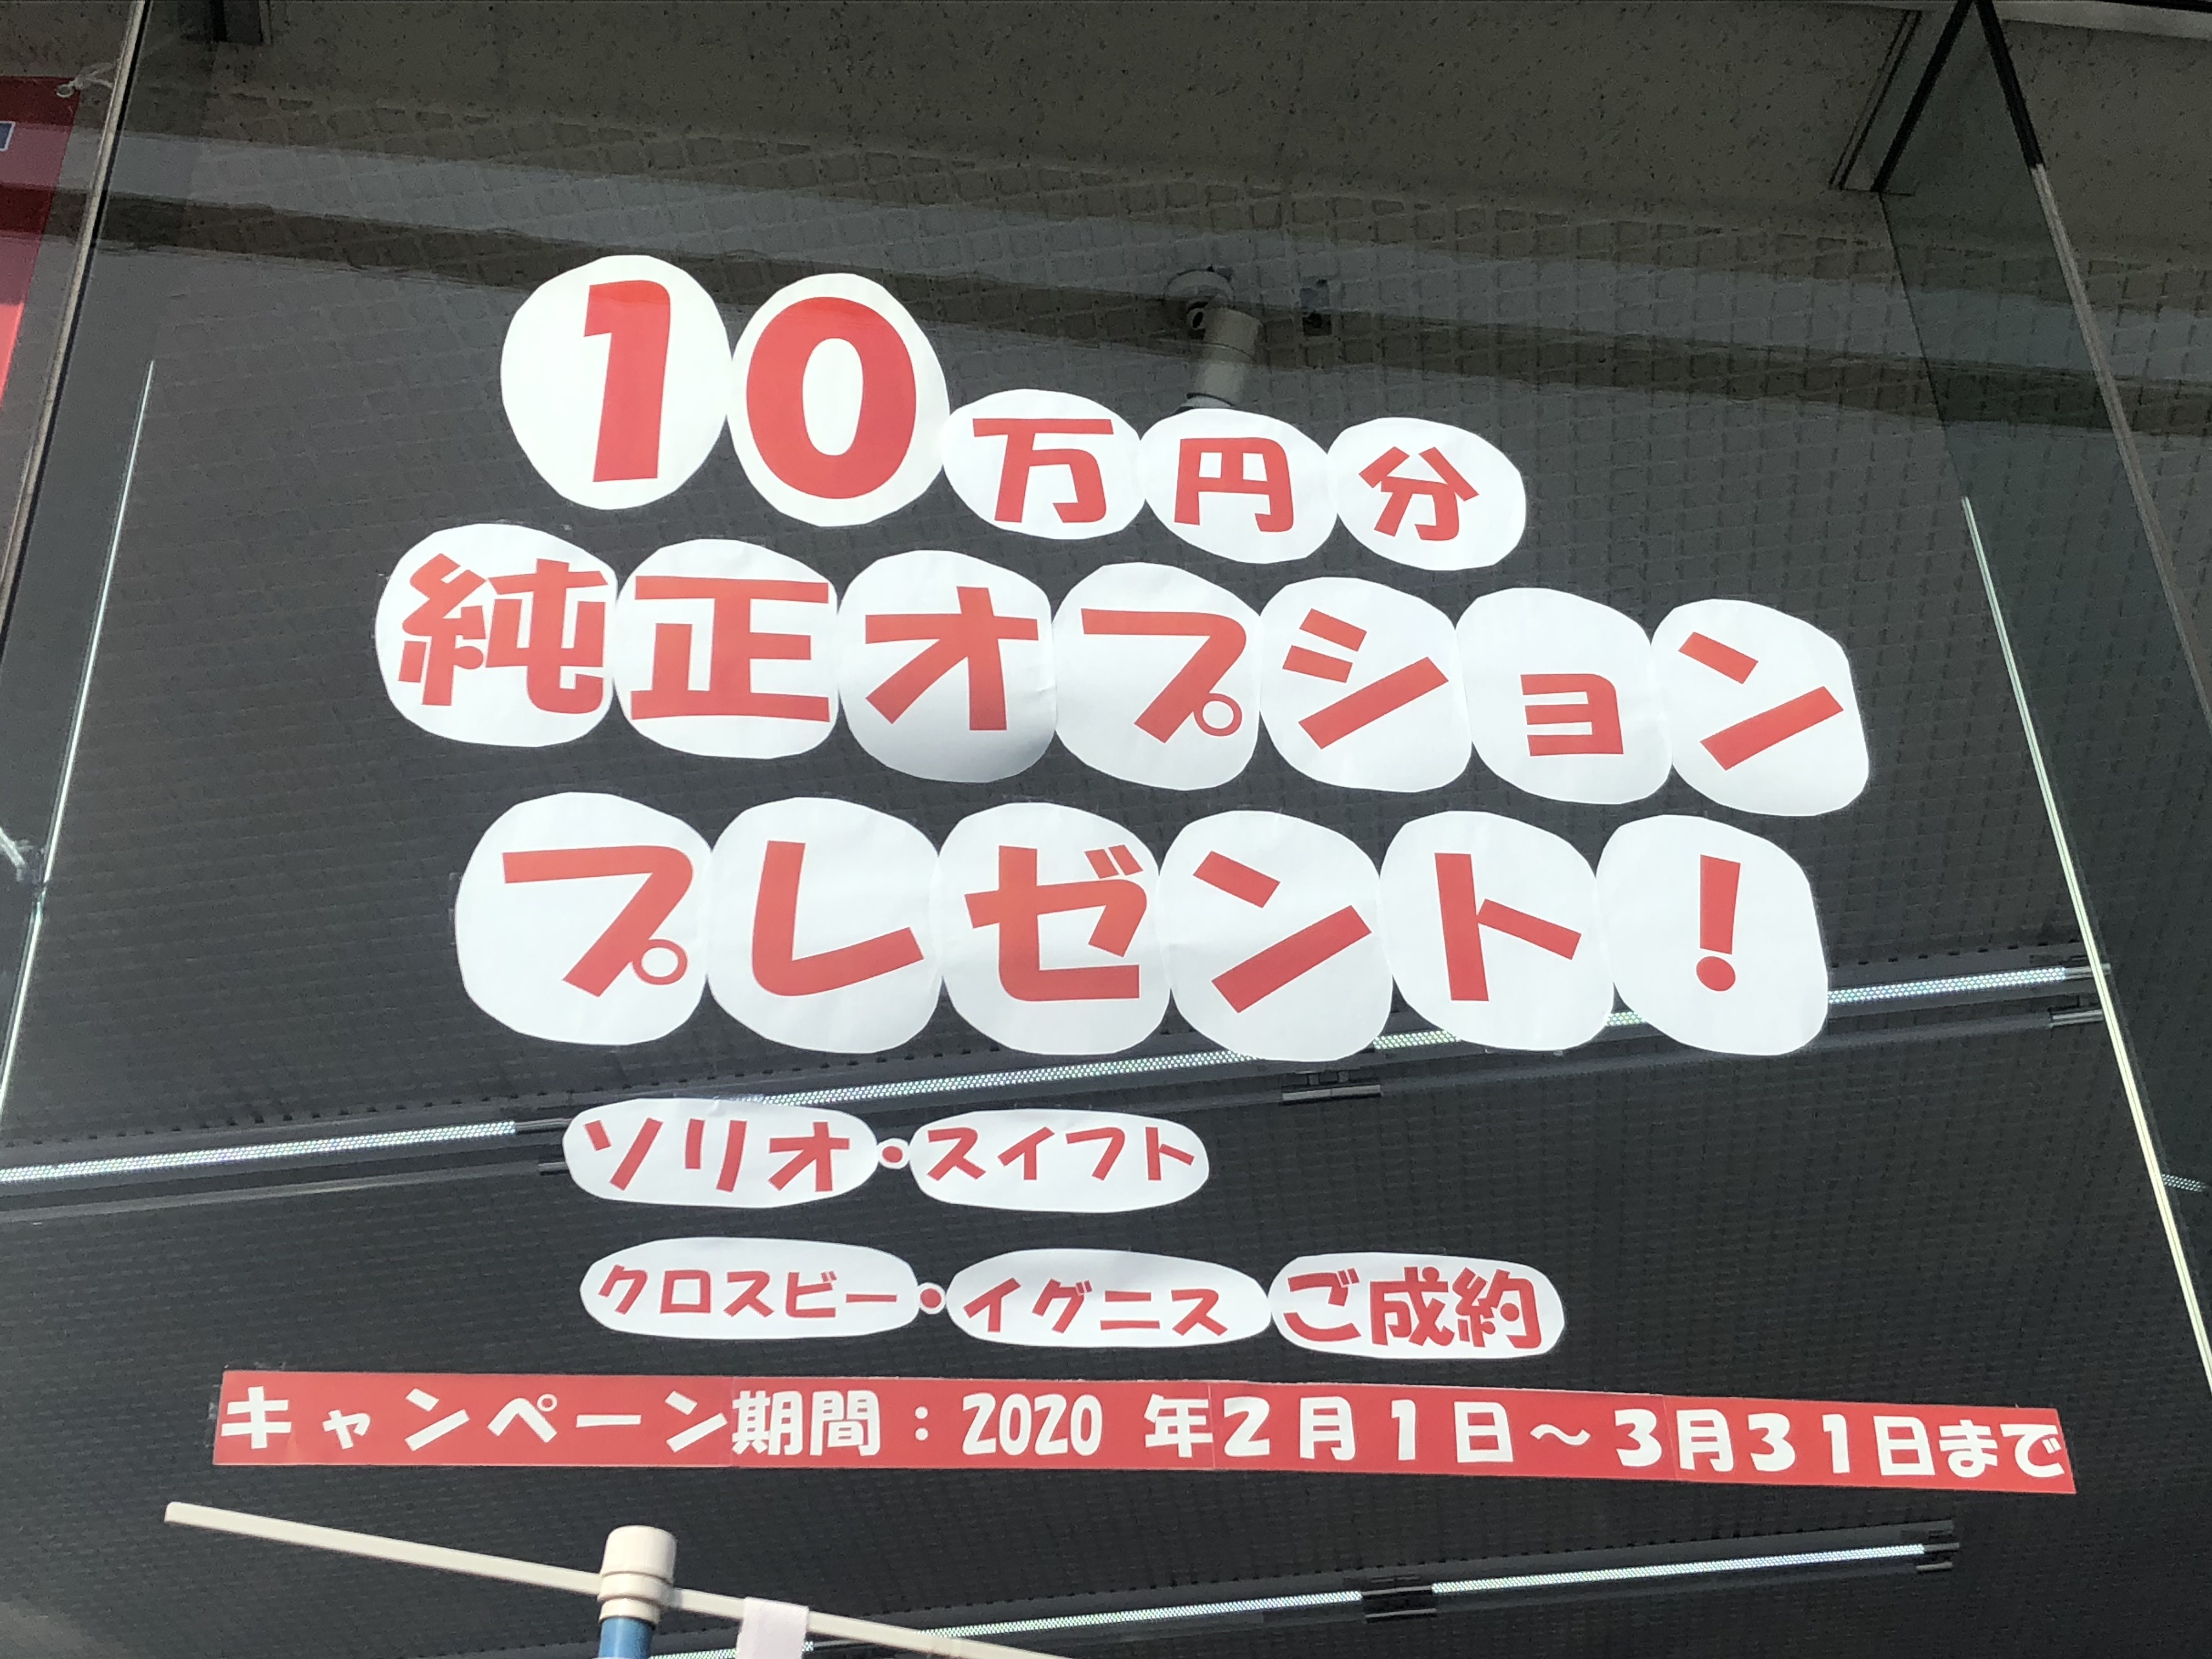 10万円分
純正オプション
プレゼント！
ソリオ・スイフト
クロスビー・イグニスご成約
キャンペーン期間：2020 年２月１日～３月３１日まで